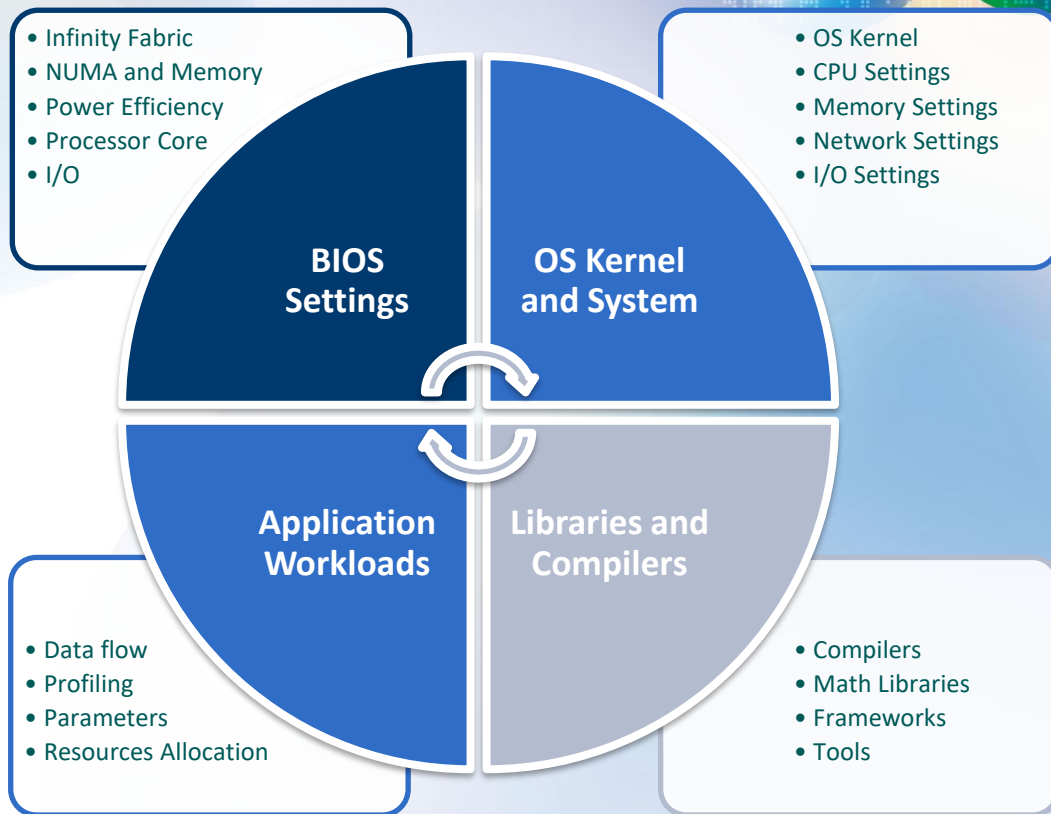 • Infinity Fabric
• NUMA and Memory
• Power Efficiency
• Processor Core
• I/O
• OS Kernel
• CPU Settings
• Memory Settings
• Network Settings
• I/O Settings
BIOS
Settings
OS Kernel
and System
Application
Workloads
Libraries and
Compilers
• Data flow
• Profiling
• Parameters
• Resources Allocation
• Compilers
• Math Libraries
• Frameworks
• Tools